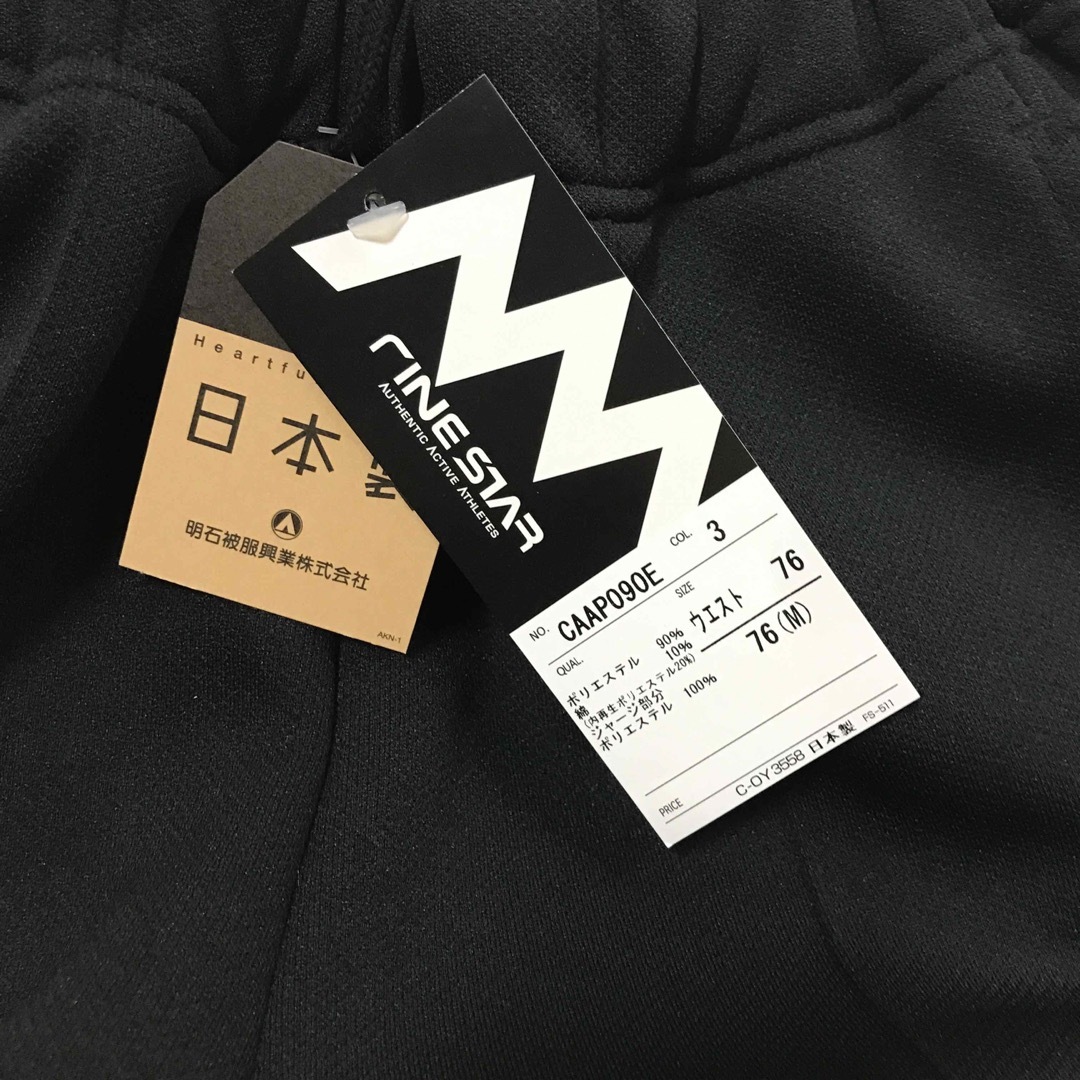 Heartfu
日本製
明石被服興業株式会社
AKN-1
FINE STAR
AUTHENTIC ACTIVE ATHLETES
NO. CAAP090E COL. 3
QUAL.
SIZE
ポリエステル 90%
綿 10%
(内再生ポリエステル20%)
ジャージ部分
ポリエステル 100%
ウエスト 76
76(M)
PRICE
C-OY3558 日本製 FS-511